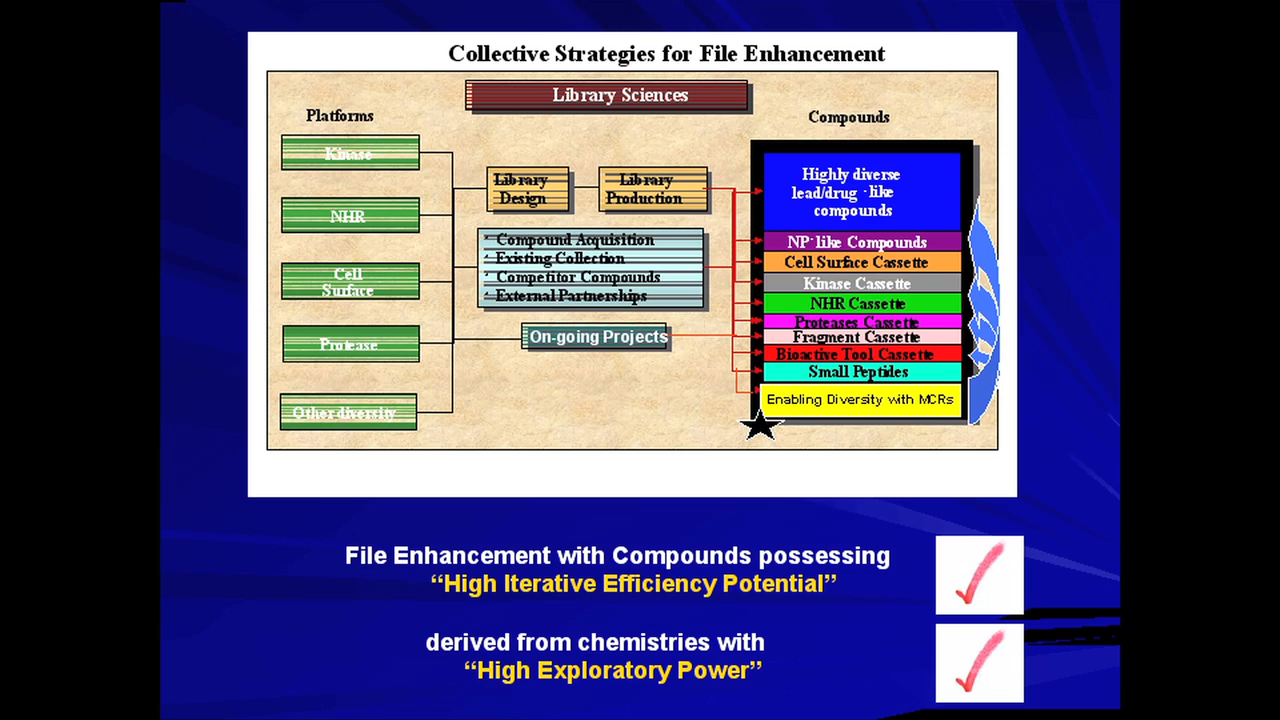 Collective Strategies for File Enhancement
Library Sciences
Platforms
Kinase
NHR
Cell
Surface
Protease
Other diversity
Library
Design
Library
Production
Compound Acquisition
Existing Collection
Competitor Compounds
External Partnerships
On-going Projects
Compounds
Highly diverse
lead/drug -like
compounds
NP-like Compounds
Cell Surface Cassette
Kinase Cassette
NHR Cassette
Proteases Cassette
Fragment Cassette
Bioactive Tool Cassette
Small Peptides
Enabling Diversity with MCRs
File Enhancement with Compounds possessing
“High Iterative Efficiency Potential”
derived from chemistries with
“High Exploratory Power”